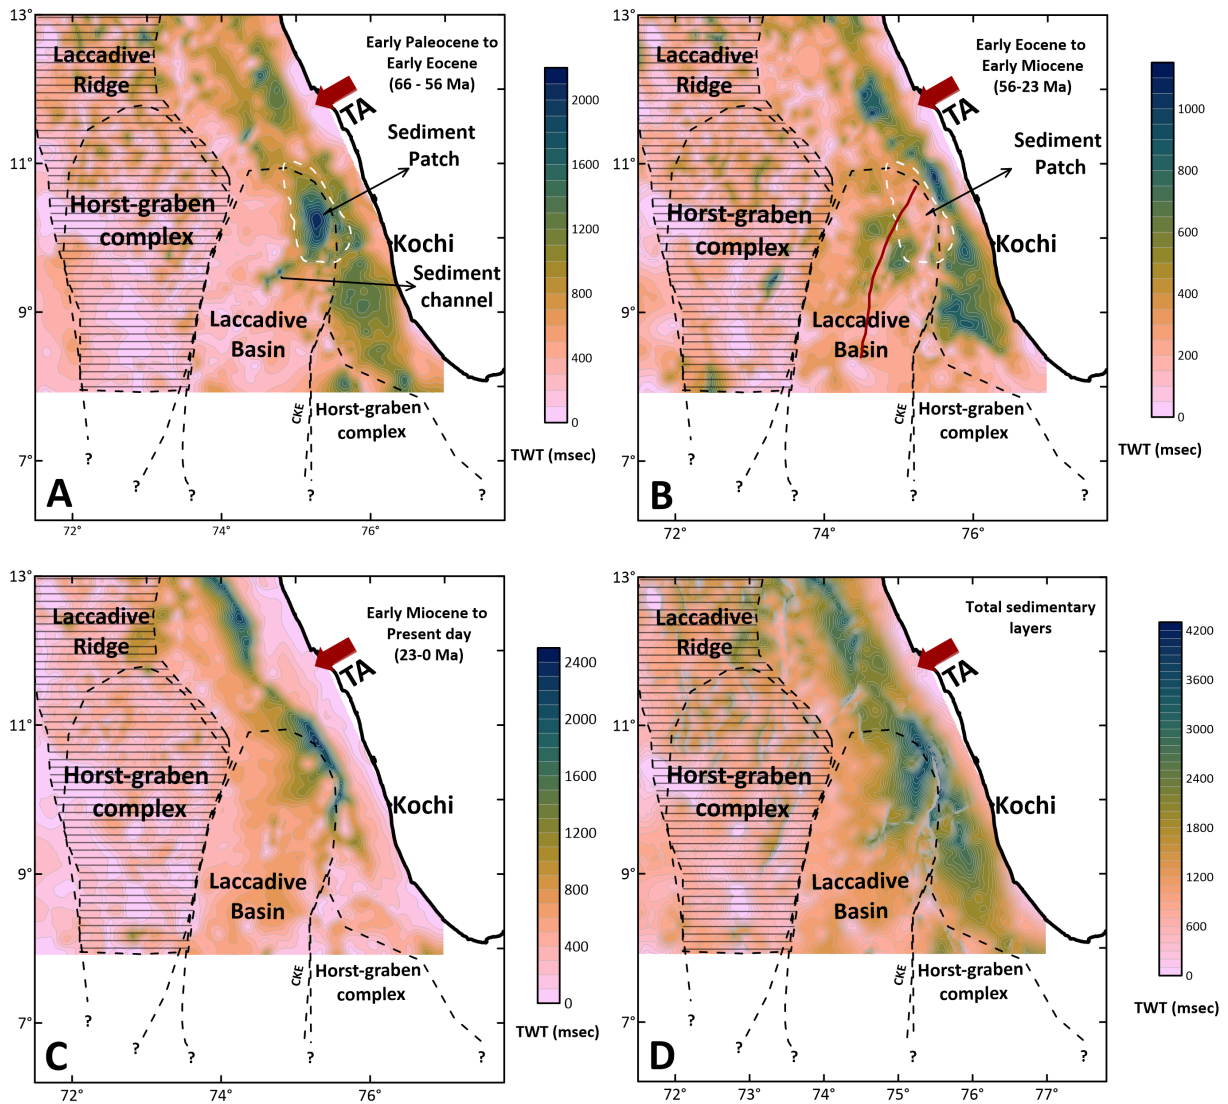 13°
11°
9°
7°
72°
74°
76°
Laccadive
Ridge
Early Paleocene to
Early Eocene
(66 - 56 Ma)
TA
Sediment
Patch
Horst-graben
complex
Kochi
Sediment
channel
Laccadive
Basin
CKE
Horst-graben
complex
?
?
?
?
?
A
2000
1600
1200
800
400
0
TWT (msec)
13°
11°
9°
7°
72°
74°
76°
Laccadive
Ridge
Early Eocene to
Early Miocene
(56-23 Ma)
TA
Sediment
Patch
Horst-graben
complex
Kochi
Laccadive
Basin
CKE
Horst-graben
complex
?
?
?
?
?
B
1000
800
600
400
200
0
TWT (msec)
13°
11°
9°
7°
72°
74°
76°
Laccadive
Ridge
Early Miocene to
Present day
(23-0 Ma)
TA
Horst-graben
complex
Kochi
Laccadive
Basin
CKE
Horst-graben
complex
?
?
?
?
?
C
2400
2000
1600
1200
800
400
0
TWT (msec)
13°
11°
9°
7°
72°
73°
74°
75°
76°
77°
Laccadive
Ridge
Total sedimentary
layers
TA
Horst-graben
complex
Kochi
Laccadive
Basin
CKE
Horst-graben
complex
?
?
?
?
?
D
4200
3600
3000
2400
1800
1200
600
0
TWT (msec)